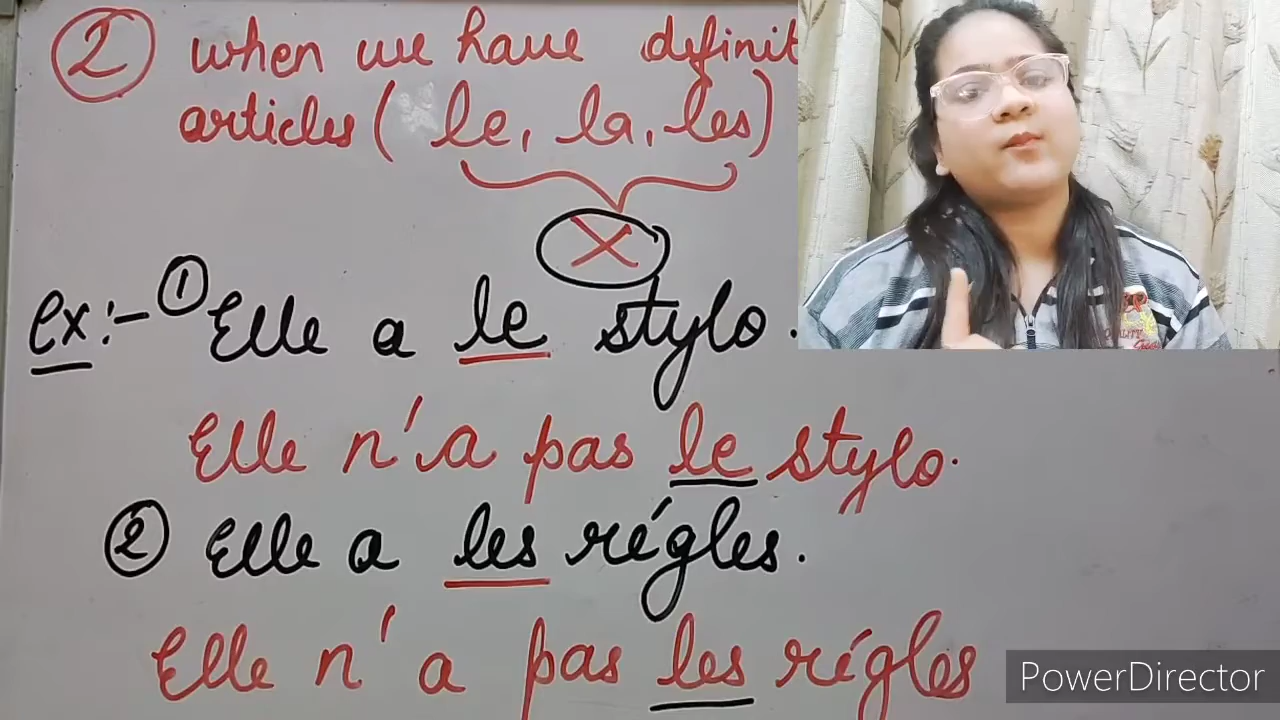 ② when we have definit
articles ( le, la, les )
X
Ex:- ① Elle a le stylo.
Elle n'a pas le stylo.
② Elle a les régles.
Elle n'a pas les régles
PowerDirector